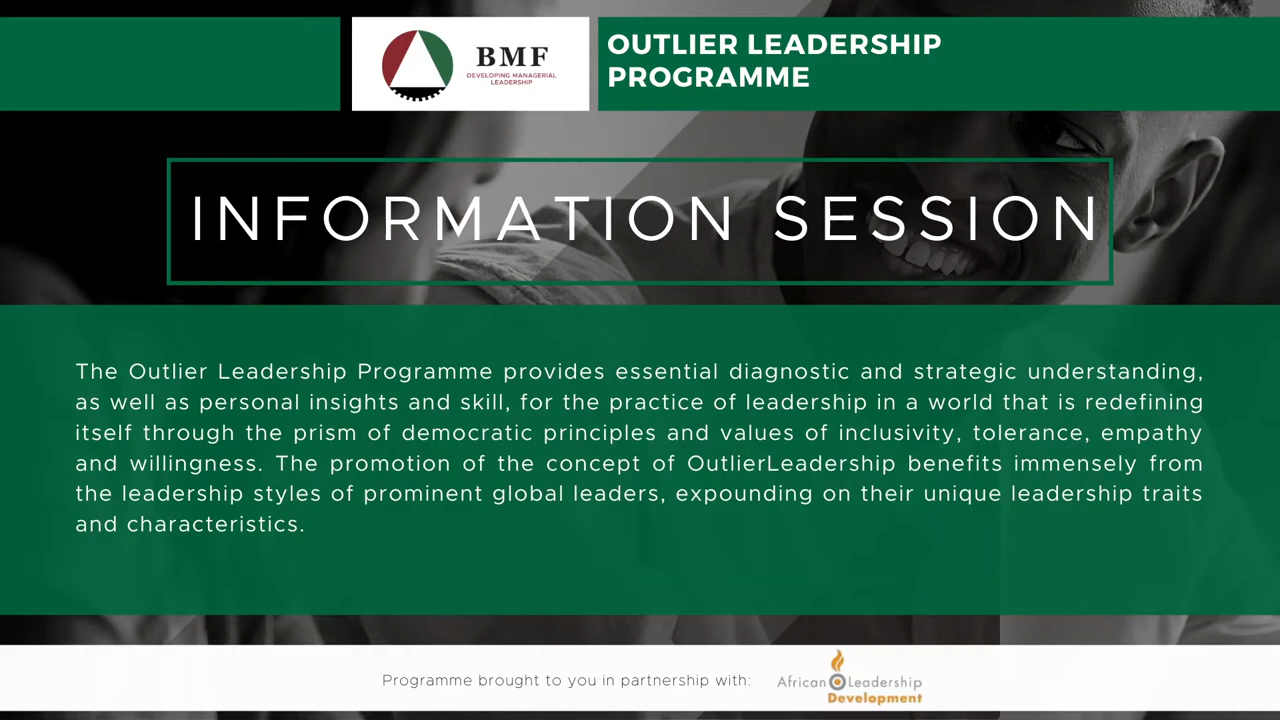 BMF
DEVELOPING MANAGERIAL
LEADERSHIP
OUTLIER LEADERSHIP
PROGRAMME
INFORMATION SESSION
The Outlier Leadership Programme provides essential diagnostic and strategic understanding,
as well as personal insights and skill, for the practice of leadership in a world that is redefining
itself through the prism of democratic principles and values of inclusivity, tolerance, empathy
and willingness. The promotion of the concept of OutlierLeadership benefits immensely from
the leadership styles of prominent global leaders, expounding on their unique leadership traits
and characteristics.
Programme brought to you in partnership with:
African Leadership
Development